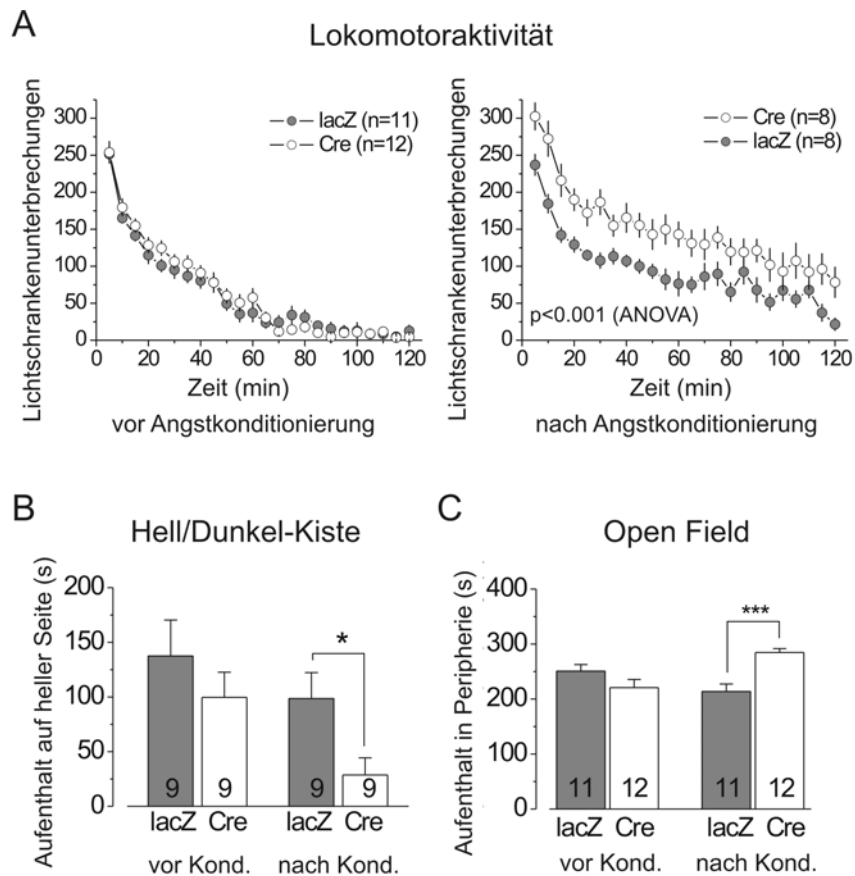 A
Lokomotoraktivität
Lichtschrankenunterbrechungen
300
250
200
150
100
50
0
lacZ (n=11)
Cre (n=12)
0 20 40 60 80 100 120
Zeit (min)
vor Angstkonditionierung
Lichtschrankenunterbrechungen
300
250
200
150
100
50
0
Cre (n=8)
lacZ (n=8)
p<0.001 (ANOVA)
0 20 40 60 80 100 120
Zeit (min)
nach Angstkonditionierung
B
Hell/Dunkel-Kiste
Aufenthalt auf heller Seite (s)
200
150
100
50
0
*
9 9 9 9
lacZ Cre lacZ Cre
vor Kond. nach Kond.
C
Open Field
Aufenthalt in Peripherie (s)
400
300
200
100
0
***
11 12 11 12
lacZ Cre lacZ Cre
vor Kond. nach Kond.